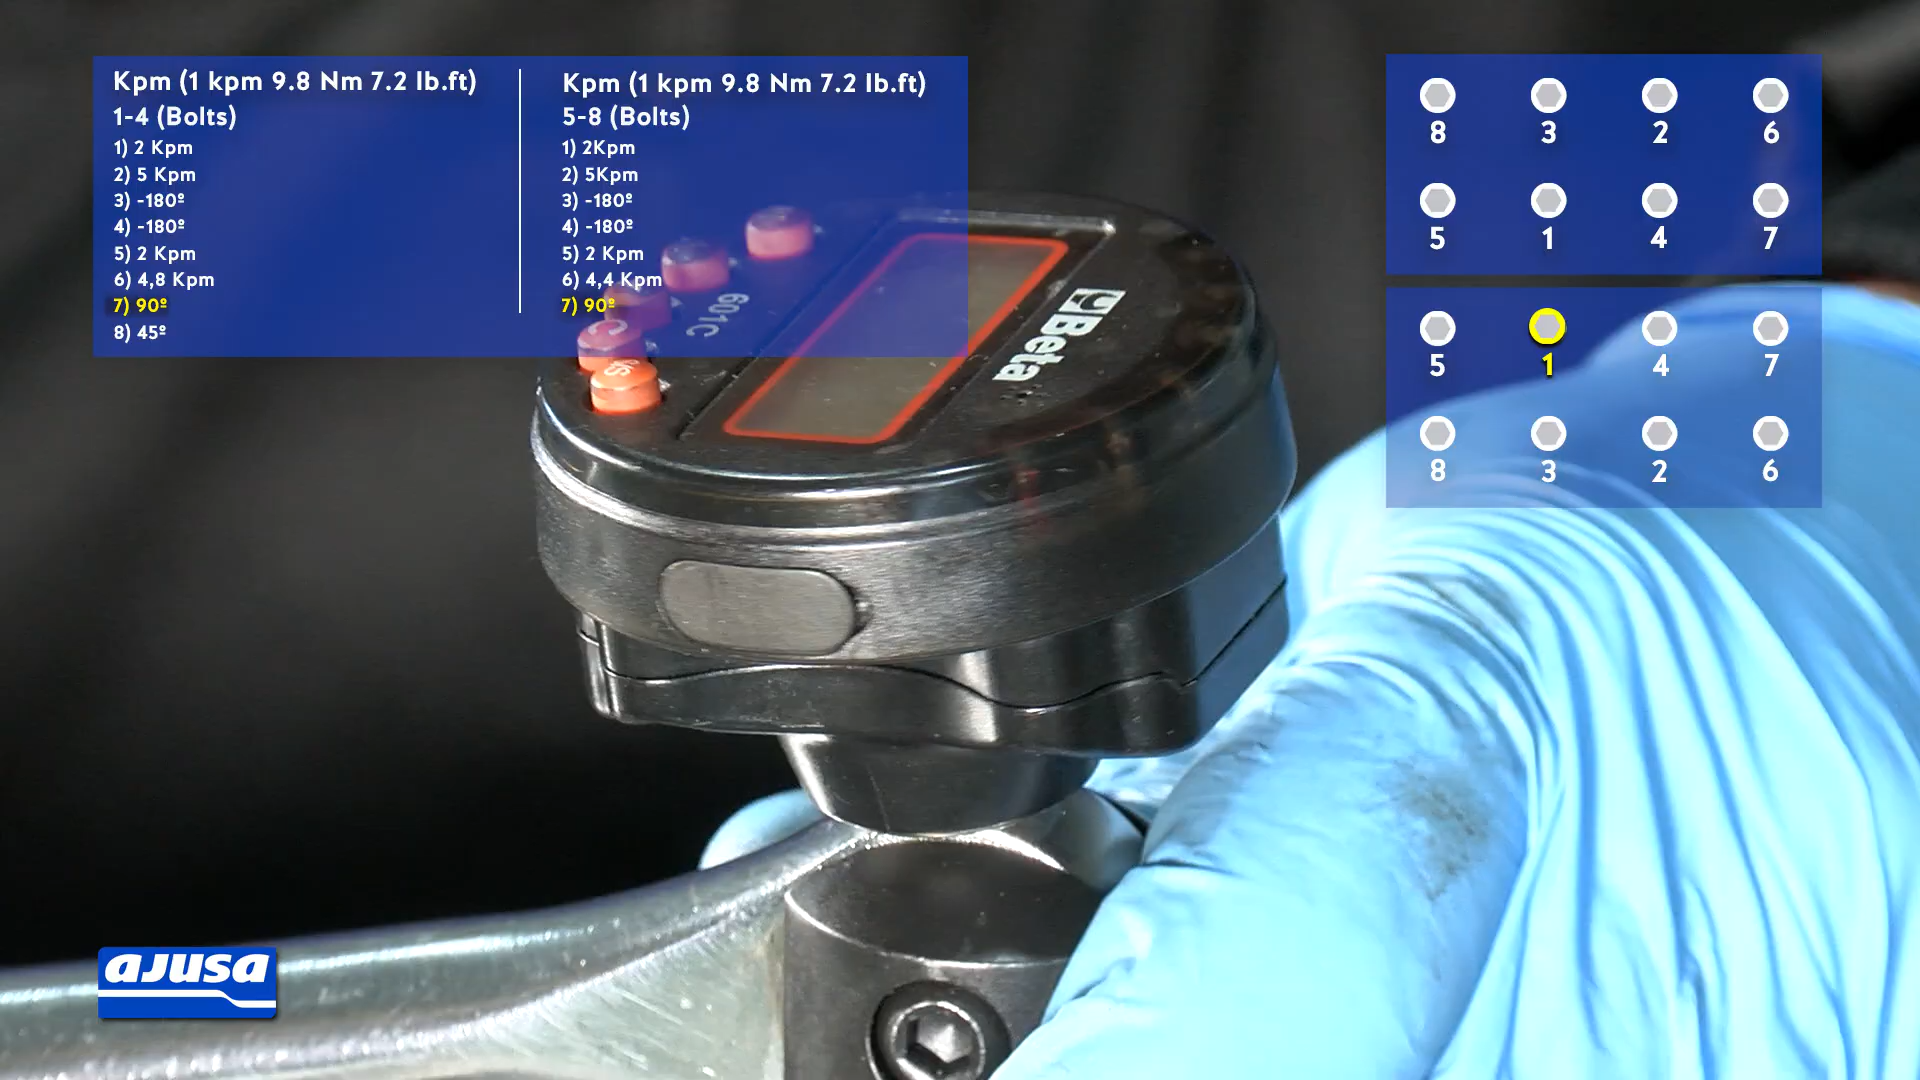 Kpm (1 kpm 9.8 Nm 7.2 lb.ft)
1-4 (Bolts)
1) 2 Kpm
2) 5 Kpm
3) -180º
4) -180º
5) 2 Kpm
6) 4,8 Kpm
7) 90º
8) 45º
Kpm (1 kpm 9.8 Nm 7.2 lb.ft)
5-8 (Bolts)
1) 2Kpm
2) 5Kpm
3) -180º
4) -180º
5) 2 Kpm
6) 4,4 Kpm
7) 90º
8 3 2 6
5 1 4 7
5 1 4 7
8 3 2 6
601C
C
Beta
ajusa